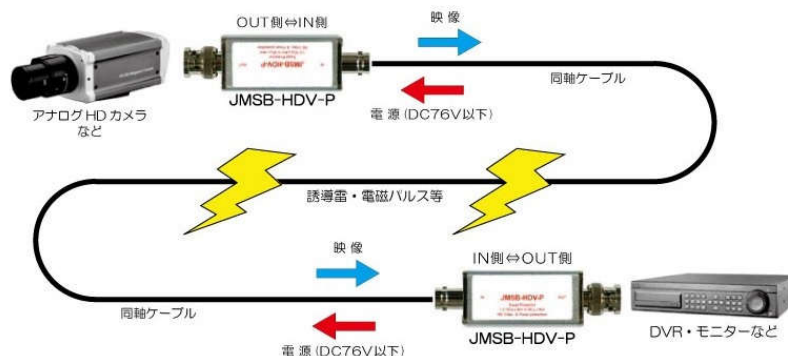 OUT側⇔IN側
映 像
JMSB-HDV-P
同軸ケーブル
アナログHDカメラ
など
JMSB-HDV-P
電 源 (DC76V以下)
誘導雷・電磁パルス等
映 像
IN側⇔OUT側
JMSB-HDV-P
同軸ケーブル
JMSB-HDV-P
DVR・モニターなど
電 源 (DC76V以下)